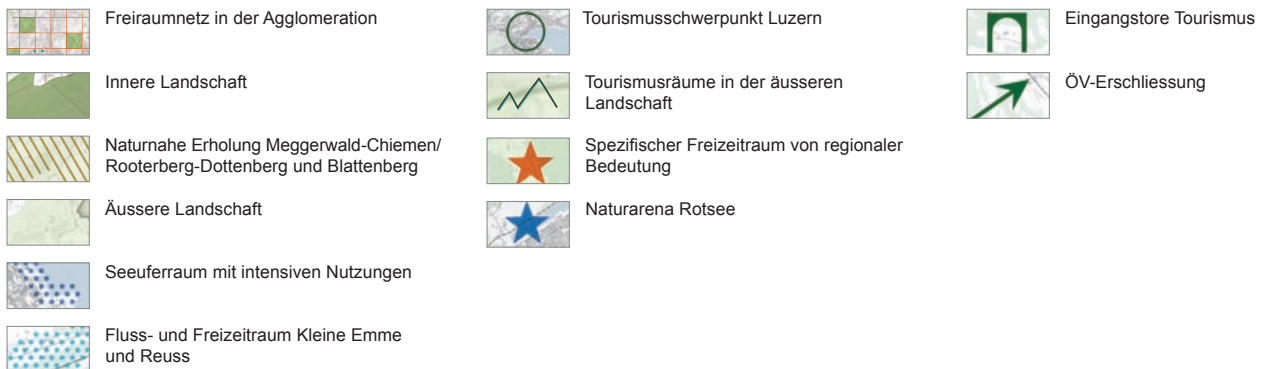 Freiraumnetz in der Agglomeration
Innere Landschaft
Naturnahe Erholung Meggerwald-Chiemen/
Rooterberg-Dottenberg und Blattenberg
Äussere Landschaft
Seeuferraum mit intensiven Nutzungen
Fluss- und Freizeitraum Kleine Emme
und Reuss
Tourismusschwerpunkt Luzern
Tourismusräume in der äusseren
Landschaft
Spezifischer Freizeitraum von regionaler
Bedeutung
Naturarena Rotsee
Eingangstore Tourismus
ÖV-Erschliessung